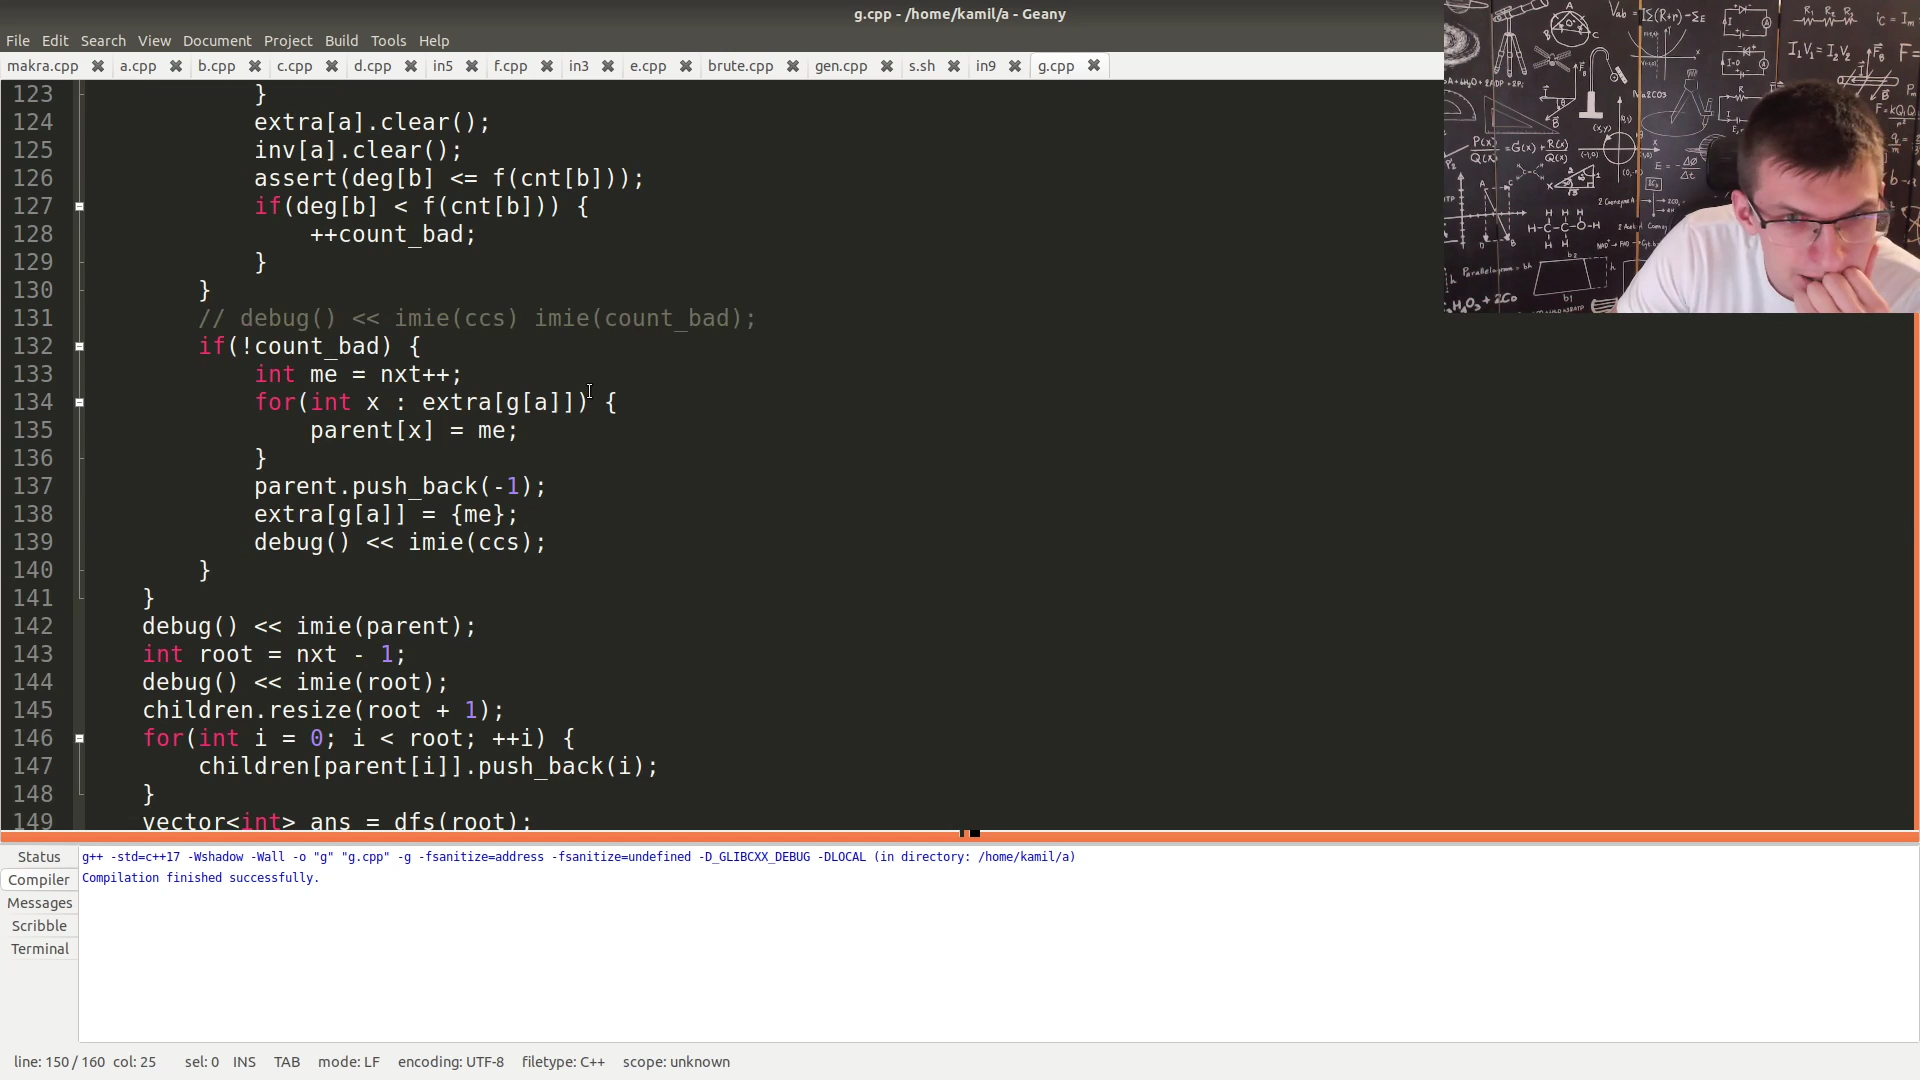 g.cpp - /home/kamil/a - Geany
File Edit Search View Document Project Build Tools Help
makra.cpp a.cpp b.cpp c.cpp d.cpp in5 f.cpp in3 e.cpp brute.cpp gen.cpp s.sh in9 g.cpp
123 }
124 extra[a].clear();
125 inv[a].clear();
126 assert(deg[b] <= f(cnt[b]));
127 if(deg[b] < f(cnt[b])) {
128 ++count_bad;
129 }
130 }
131 // debug() << imie(ccs) imie(count_bad);
132 if(!count_bad) {
133 int me = nxt++;
134 for(int x : extra[g[a]]) {
135 parent[x] = me;
136 }
137 parent.push_back(-1);
138 extra[g[a]] = {me};
139 debug() << imie(ccs);
140 }
141 }
142 debug() << imie(parent);
143 int root = nxt - 1;
144 debug() << imie(root);
145 children.resize(root + 1);
146 for(int i = 0; i < root; ++i) {
147 children[parent[i]].push_back(i);
148 }
149 vector<int> ans = dfs(root);
Status
Compiler
Messages
Scribble
Terminal
g++ -std=c++17 -Wshadow -Wall -o "g" "g.cpp" -g -fsanitize=address -fsanitize=undefined -D_GLIBCXX_DEBUG -DLOCAL (in directory: /home/kamil/a)
Compilation finished successfully.
line: 150 / 160 col: 25 sel: 0 INS TAB mode: LF encoding: UTF-8 filetype: C++ scope: unknown